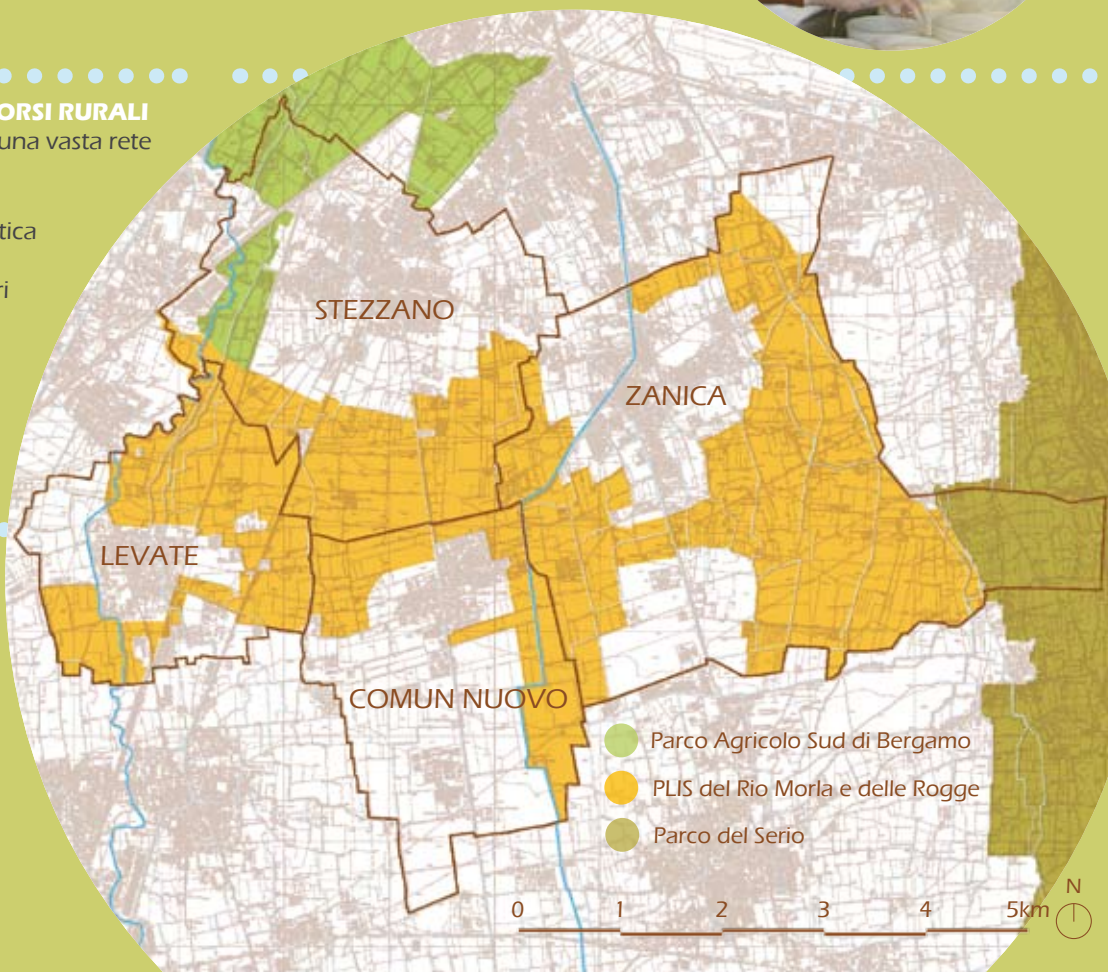 ORSI RURALI
una vasta rete
tica
ri
STEZZANO
ZANICA
LEVATE
COMUN NUOVO
Parco Agricolo Sud di Bergamo
PLIS del Rio Morla e delle Rogge
Parco del Serio
N
0 1 2 3 4 5km